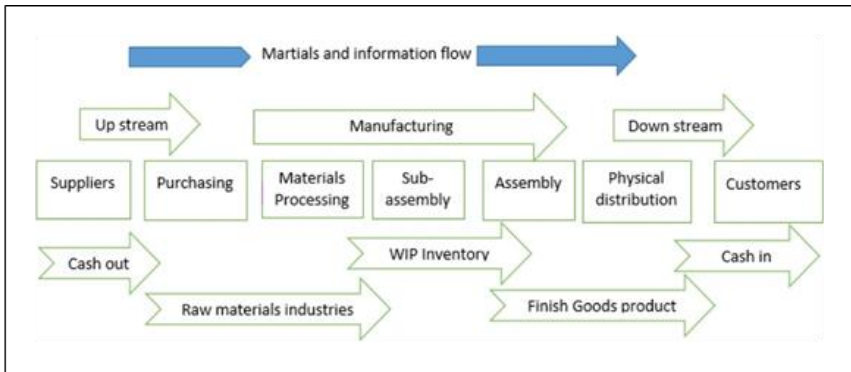 Martials and information flow
Up stream
Manufacturing
Down stream
Suppliers
Purchasing
Materials
Processing
Sub-
assembly
Assembly
Physical
distribution
Customers
Cash out
WIP Inventory
Cash in
Raw materials industries
Finish Goods product